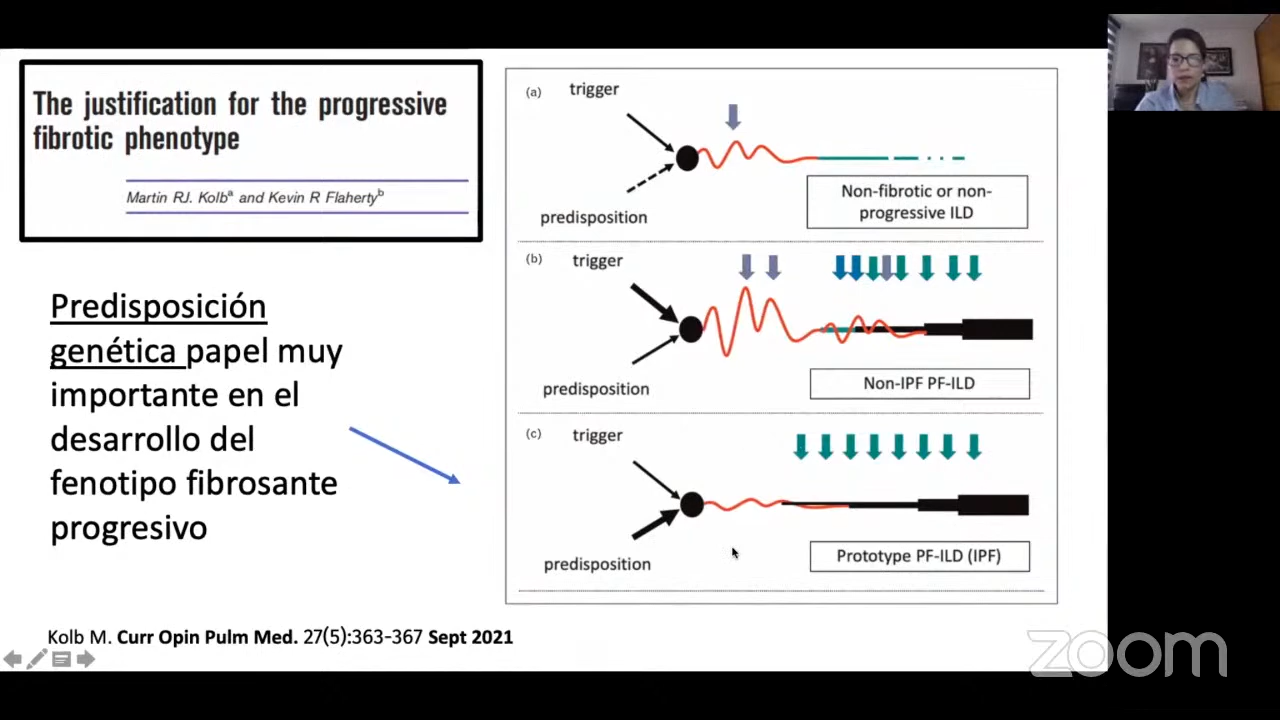 The justification for the progressive
fibrotic phenotype
Martin RJ. Kolbᵃ and Kevin R Flahertyᵇ
Predisposición
genética papel muy
importante en el
desarrollo del
fenotipo fibrosante
progresivo
(a)
trigger
predisposition
Non-fibrotic or non-
progressive ILD
(b)
trigger
predisposition
Non-IPF PF-ILD
(c)
trigger
predisposition
Prototype PF-ILD (IPF)
Kolb M. Curr Opin Pulm Med. 27(5):363-367 Sept 2021
zoom